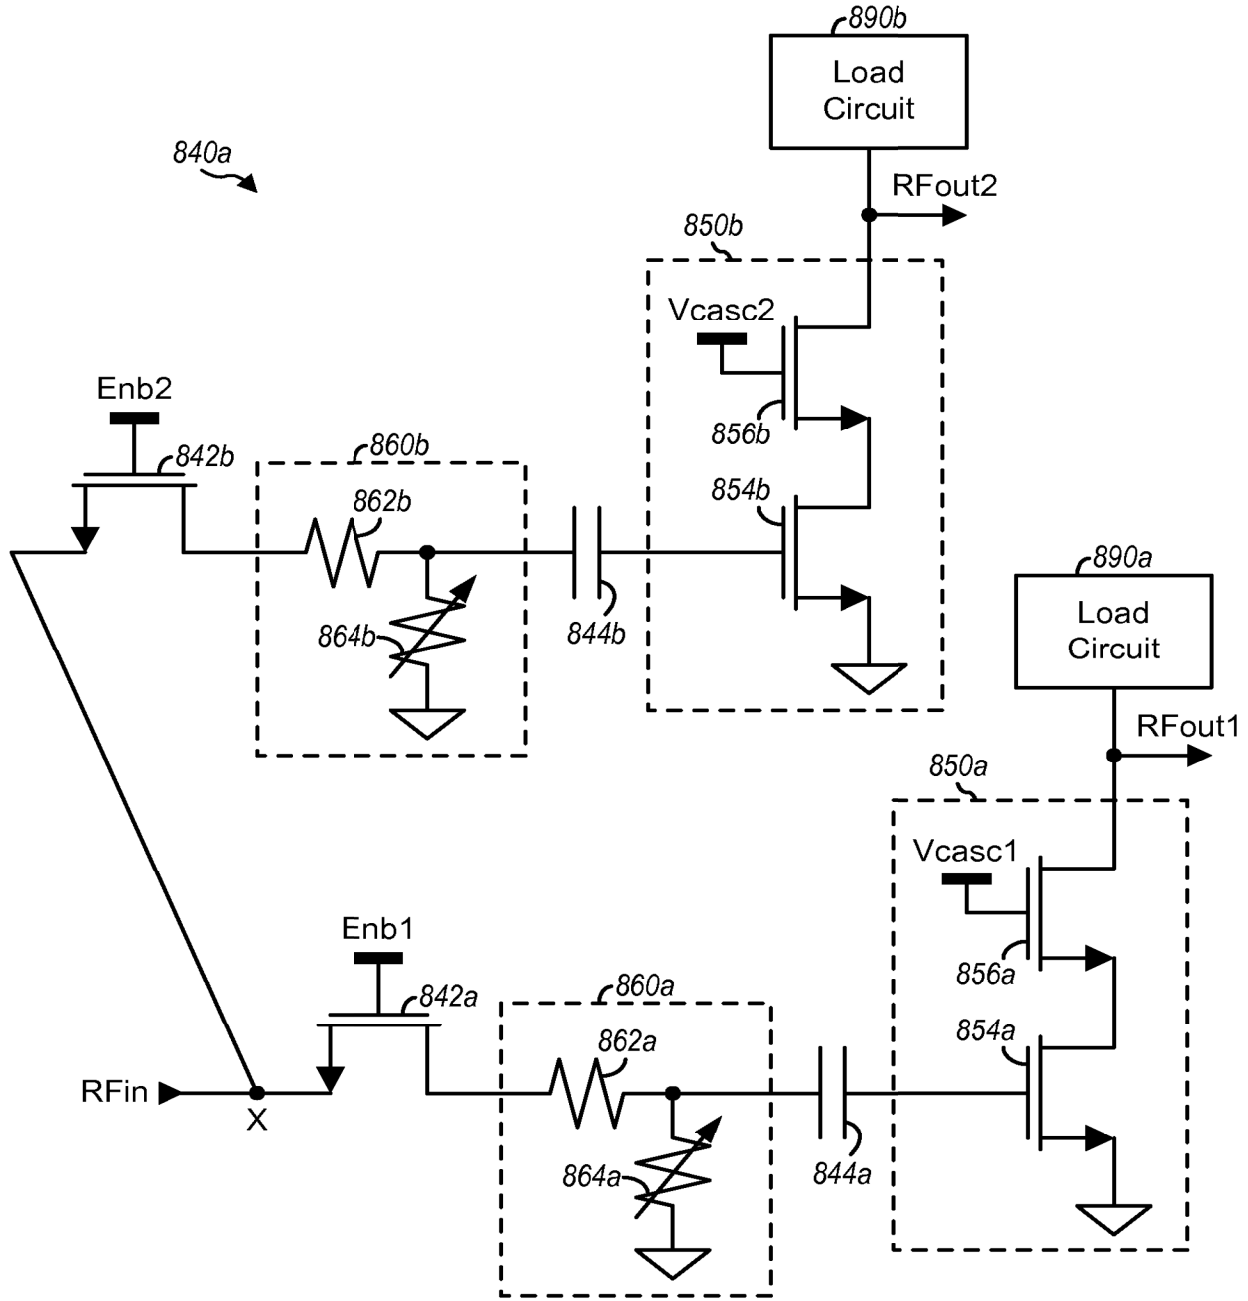 890b
Load
Circuit
840a
RFout2
850b
Vcasc2
Enb2
856b
842b
860b
854b
862b
890a
844b
Load
Circuit
864b
RFout1
850a
Vcasc1
Enb1
856a
842a
860a
854a
862a
RFin
X
864a
844a